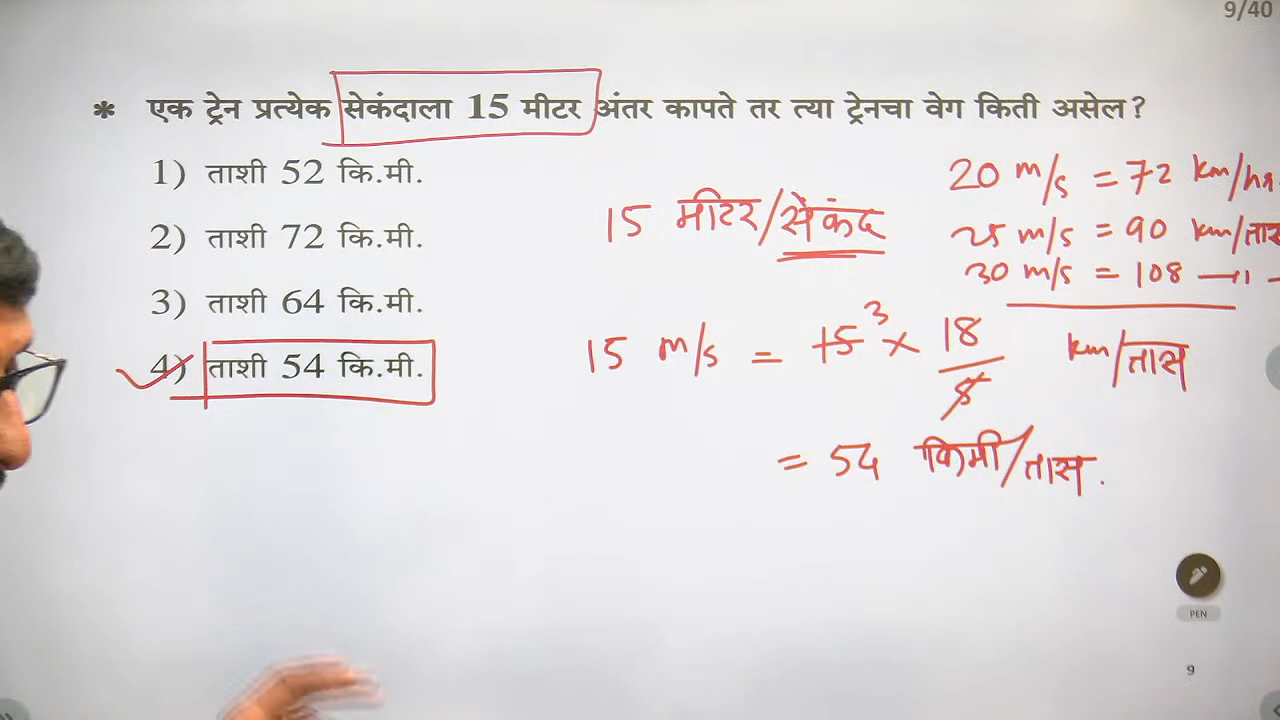 9/40
* एक ट्रेन प्रत्येक सेकंदाला 15 मीटर अंतर कापते तर त्या ट्रेनचा वेग किती असेल?
1) ताशी 52 कि.मी.
2) ताशी 72 कि.मी.
3) ताशी 64 कि.मी.
4) ताशी 54 कि.मी.
15 मीटर/सेकंद
20 m/s = 72 km/hr
25 m/s = 90 km/तास
30 m/s = 108 —11—
15 m/s = 15 3 × 18/5 km/तास
= 54 किमी/तास.
PEN
9